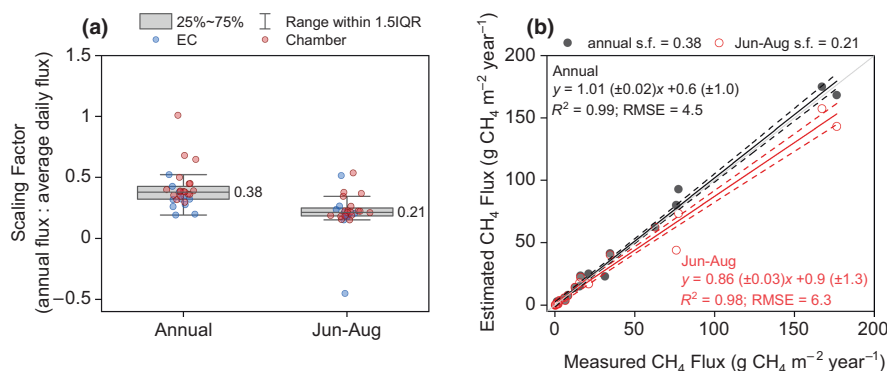 (a)
25%~75%
Range within 1.5IQR
EC
Chamber
Scaling Factor
(annual flux : average daily flux)
1.5
1
0.5
0
−0.5
0.38
0.21
Annual
Jun-Aug
(b)
annual s.f. = 0.38
Jun-Aug s.f. = 0.21
Estimated CH₄ Flux
(g CH₄ m⁻² year⁻¹)
200
150
100
50
0
Annual
y = 1.01 (±0.02)x +0.6 (±1.0)
R² = 0.99; RMSE = 4.5
Jun-Aug
y = 0.86 (±0.03)x +0.9 (±1.3)
R² = 0.98; RMSE = 6.3
0
50
100
150
200
Measured CH₄ Flux (g CH₄ m⁻² year⁻¹)